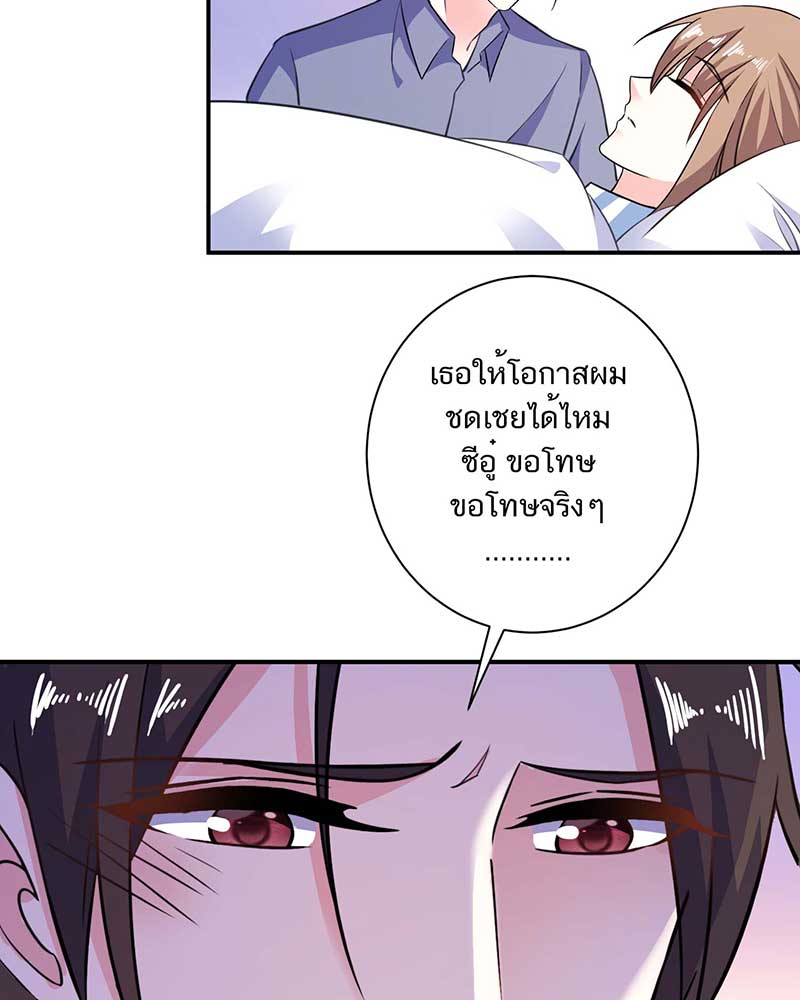 เธอให้โอกาสผม
ชดเชยได้ไหม
ซีอู๋ ขอโทษ
ขอโทษจริงๆ
...........